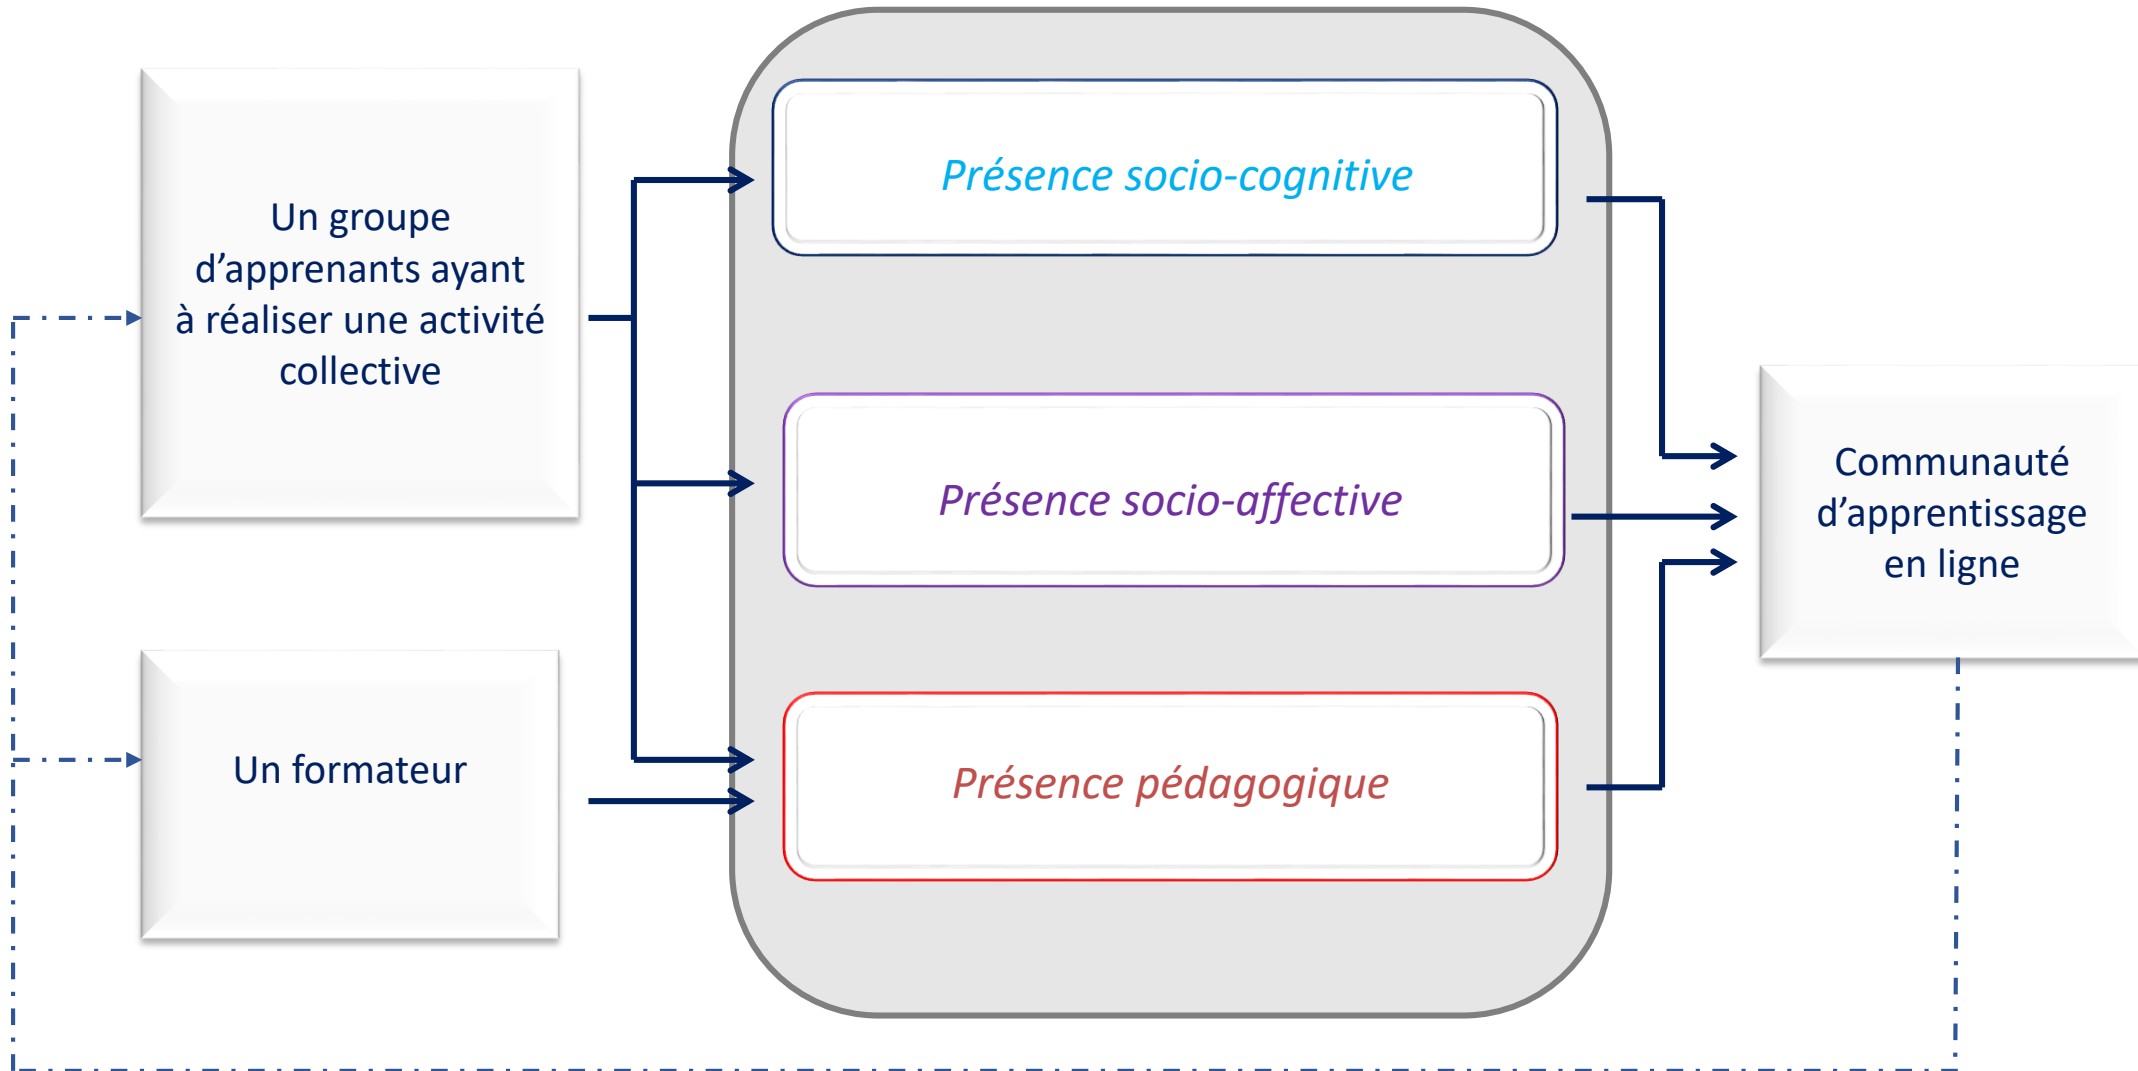 Un groupe
d’apprenants ayant
à réaliser une activité
collective
Un formateur
Présence socio-cognitive
Présence socio-affective
Présence pédagogique
Communauté
d’apprentissage
en ligne